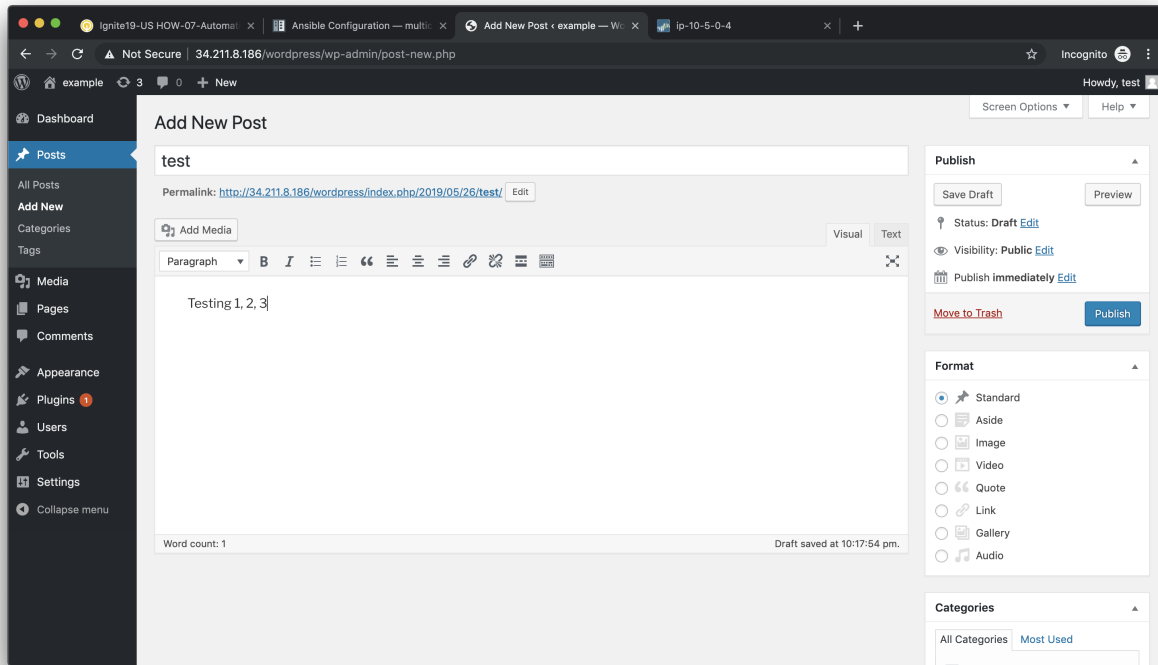 Ignite19-US HOW-07-Automat
Ansible Configuration — multic
Add New Post ‹ example — Wo
ip-10-5-0-4
Not Secure 34.211.8.186/wordpress/wp-admin/post-new.php
Incognito
example 3 0 + New
Howdy, test
Screen Options
Help
Dashboard
Posts
All Posts
Add New
Categories
Tags
Media
Pages
Comments
Appearance
Plugins 1
Users
Tools
Settings
Collapse menu
Add New Post
test
Permalink: http://34.211.8.186/wordpress/index.php/2019/05/26/test/ Edit
Add Media
Visual Text
Paragraph B I
Testing 1, 2, 3
Word count: 1
Draft saved at 10:17:54 pm.
Publish
Save Draft
Preview
Status: Draft Edit
Visibility: Public Edit
Publish immediately Edit
Move to Trash
Publish
Format
Standard
Aside
Image
Video
Quote
Link
Gallery
Audio
Categories
All Categories
Most Used